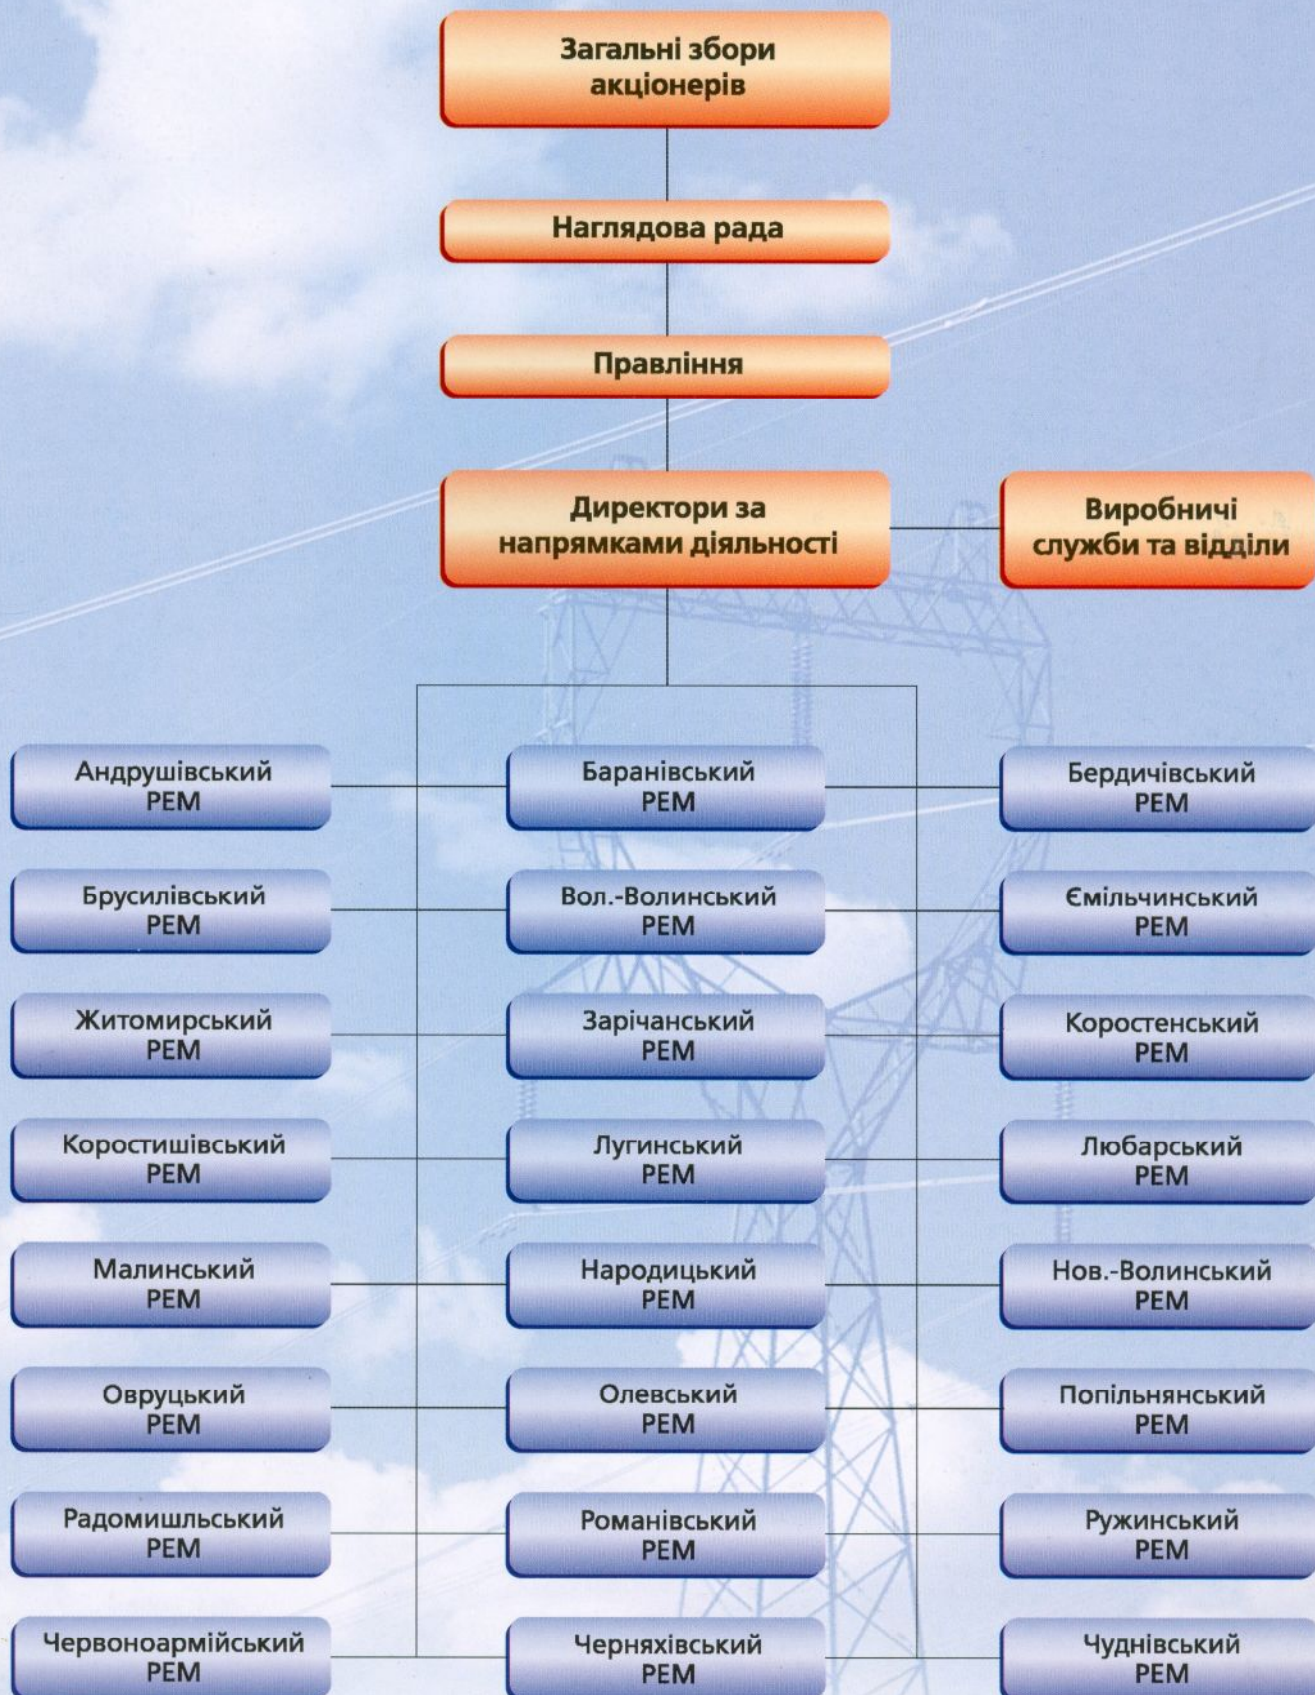 Загальні збори
акціонерів
Наглядова рада
Правління
Директори за
напрямками діяльності
Виробничі
служби та відділи
Андрушівський
РЕМ
Баранівський
РЕМ
Бердичівський
РЕМ
Брусилівський
РЕМ
Вол.-Волинський
РЕМ
Ємільчинський
РЕМ
Житомирський
РЕМ
Зарічанський
РЕМ
Коростенський
РЕМ
Коростишівський
РЕМ
Лугинський
РЕМ
Любарський
РЕМ
Малинський
РЕМ
Народицький
РЕМ
Нов.-Волинський
РЕМ
Овруцький
РЕМ
Олевський
РЕМ
Попільнянський
РЕМ
Радомишльський
РЕМ
Романівський
РЕМ
Ружинський
РЕМ
Червоноармійський
РЕМ
Черняхівський
РЕМ
Чуднівський
РЕМ